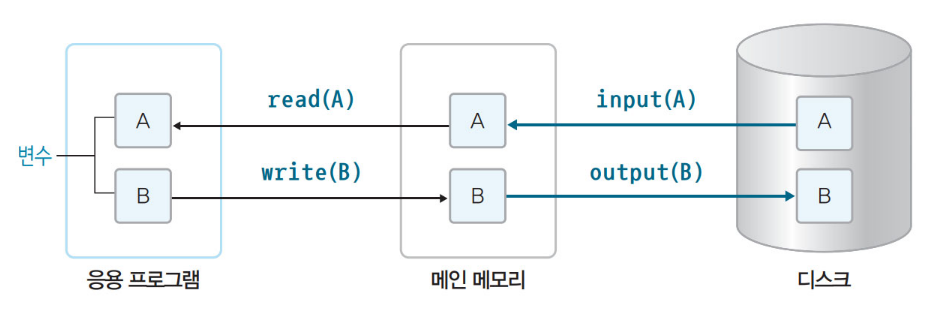 read(A)
input(A)
A
A
A
변수
write(B)
output(B)
B
B
B
응용 프로그램
메인 메모리
디스크